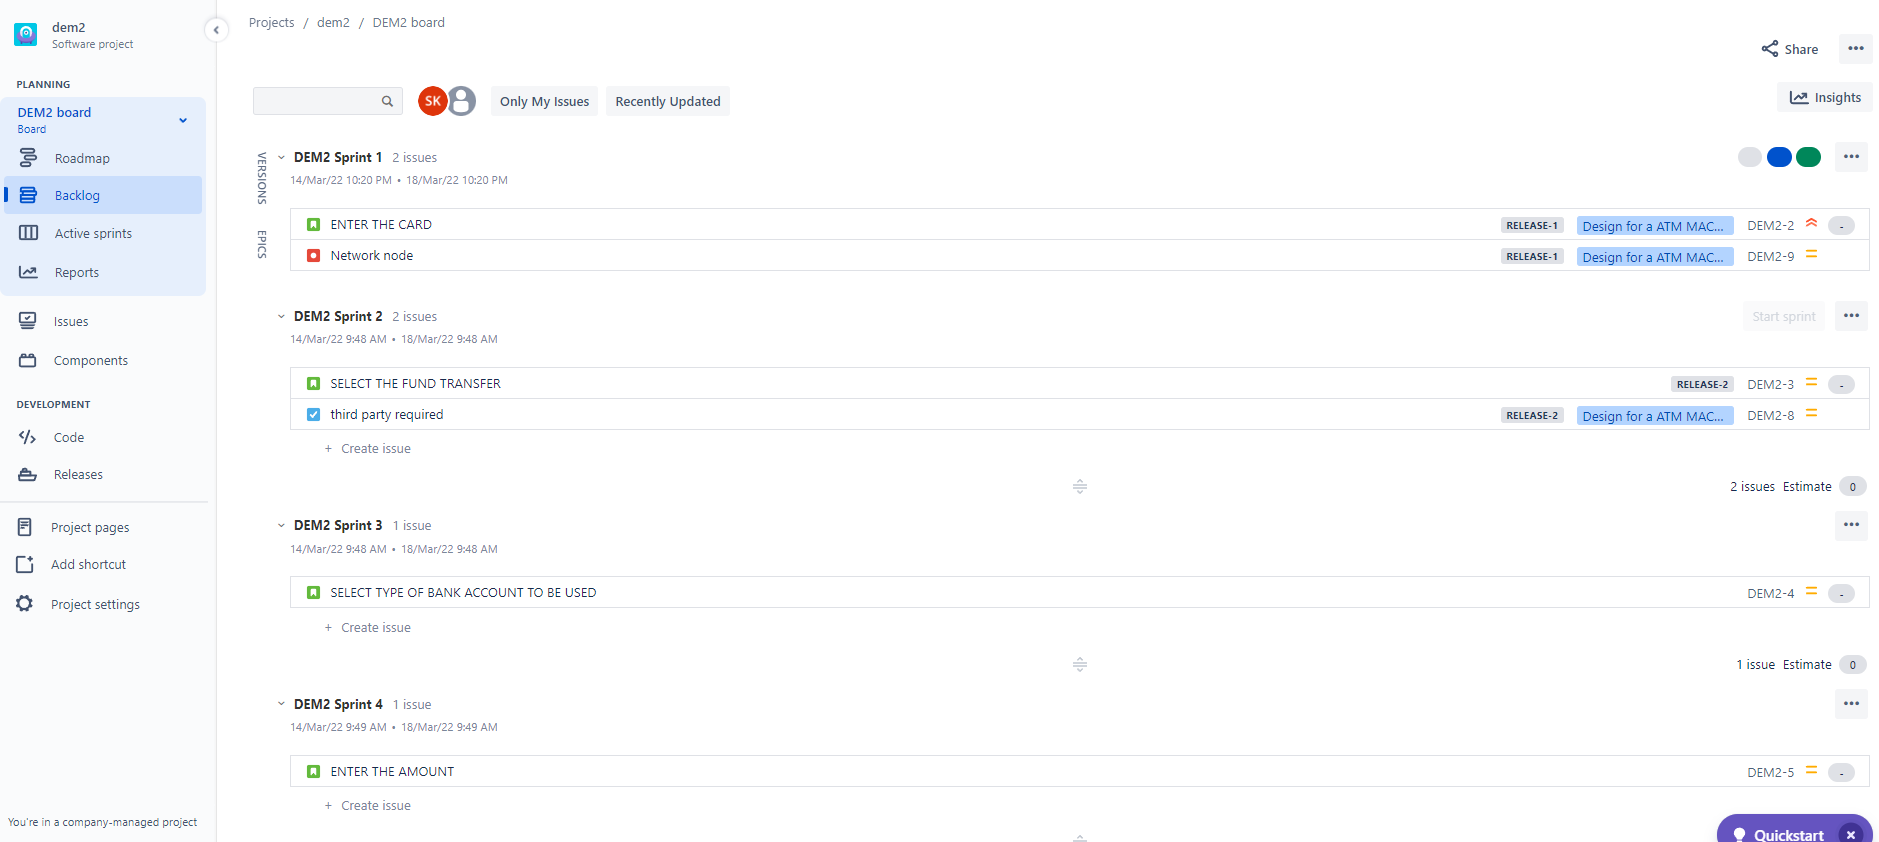 dem2
Software project
PLANNING
DEM2 board
Board
Roadmap
Backlog
Active sprints
Reports
Issues
Components
DEVELOPMENT
Code
Releases
Project pages
Add shortcut
Project settings
You're in a company-managed project
Projects / dem2 / DEM2 board
Share
SK Only My Issues Recently Updated
Insights
VERSIONS
EPICS
DEM2 Sprint 1 2 issues
14/Mar/22 10:20 PM • 18/Mar/22 10:20 PM
ENTER THE CARD RELEASE-1 Design for a ATM MAC... DEM2-2 -
Network node RELEASE-1 Design for a ATM MAC... DEM2-9
DEM2 Sprint 2 2 issues Start sprint
14/Mar/22 9:48 AM • 18/Mar/22 9:48 AM
SELECT THE FUND TRANSFER RELEASE-2 DEM2-3 -
third party required RELEASE-2 Design for a ATM MAC... DEM2-8
+ Create issue
2 issues Estimate 0
DEM2 Sprint 3 1 issue
14/Mar/22 9:48 AM • 18/Mar/22 9:48 AM
SELECT TYPE OF BANK ACCOUNT TO BE USED DEM2-4 -
+ Create issue
1 issue Estimate 0
DEM2 Sprint 4 1 issue
14/Mar/22 9:49 AM • 18/Mar/22 9:49 AM
ENTER THE AMOUNT DEM2-5 -
+ Create issue
Quickstart